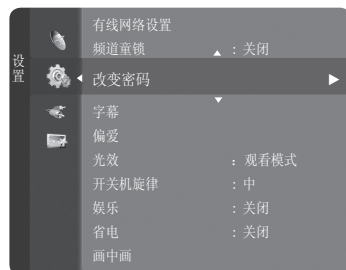 设置
有线网络设置
频道童锁 : 关闭
改变密码
字幕
偏爱
光效 : 观看模式
开关机旋律 : 中
娱乐 : 关闭
省电 : 关闭
画中画